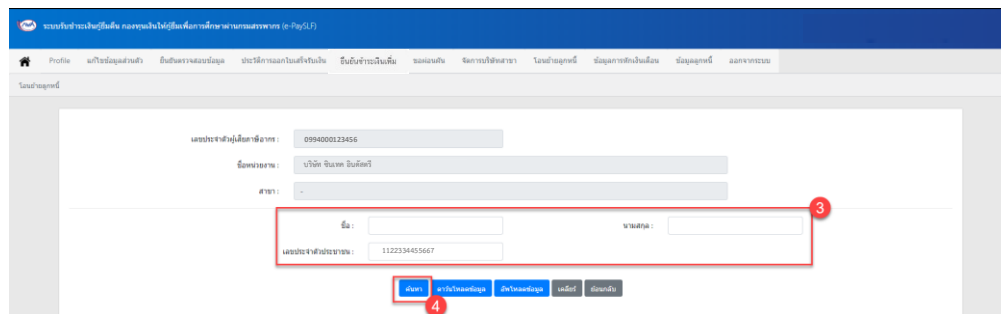 ระบบรับชำระเงินกู้ยืมคืน กองทุนเงินให้กู้ยืมเพื่อการศึกษาผ่านกรมสรรพากร (e-PaySLF)
Profile แก้ไขข้อมูลส่วนตัว ยืนยันตรวจสอบข้อมูล ประวัติการออกใบเสร็จรับเงิน ยืนยันชำระเงินเพิ่ม ขอผ่อนผัน จัดการบริษัทสาขา โอนย้ายลูกหนี้ ข้อมูลการหักเงินเดือน ข้อมูลลูกหนี้ ออกจากระบบ
โอนย้ายลูกหนี้
เลขประจำตัวผู้เสียภาษีอากร : 0994000123456
ชื่อหน่วยงาน : บริษัท ชินเทค อินดัสตรี
สาขา : -
3
ชื่อ : นามสกุล :
เลขประจำตัวประชาชน : 1122334455667
ค้นหา ดาวน์โหลดข้อมูล อัพโหลดข้อมูล เคลียร์ ย้อนกลับ
4